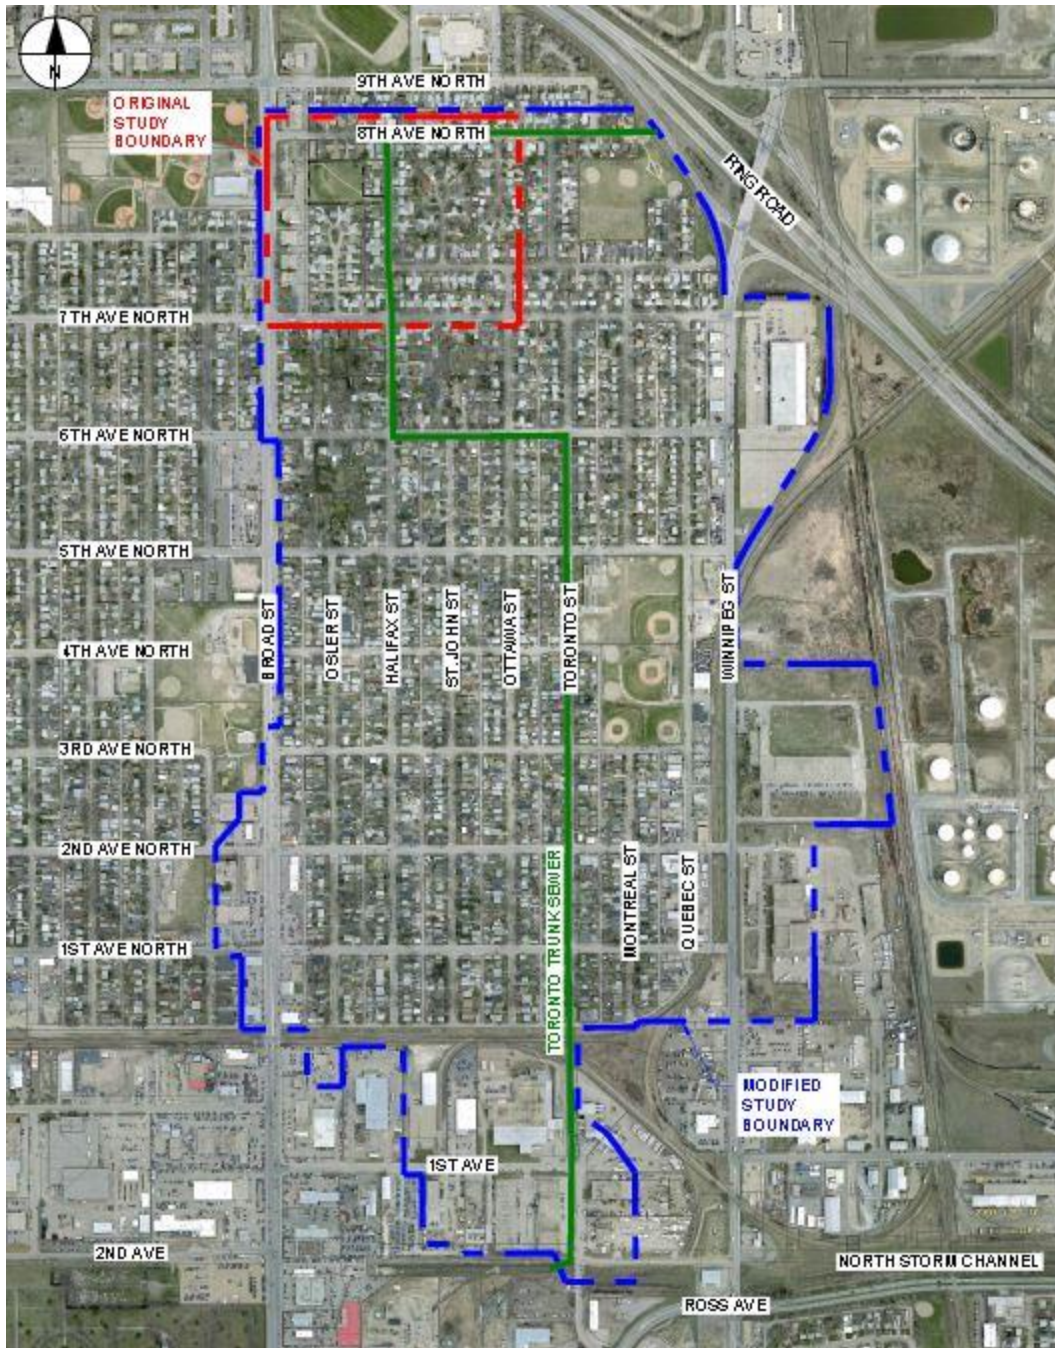 N
9TH AVE NORTH
ORIGINAL
STUDY
BOUNDARY
8TH AVE NORTH
RING ROAD
7TH AVE NORTH
6TH AVE NORTH
5TH AVE NORTH
BROAD ST
OSLER ST
HALIFAX ST
ST.JOHN ST
OTTAWA ST
TORONTO ST
WINNIPEG ST
4TH AVE NORTH
3RD AVE NORTH
2ND AVE NORTH
TORONTO TRUNK SEWER
MONTREAL ST
QUEBEC ST
1ST AVE NORTH
MODIFIED
STUDY
BOUNDARY
1ST AVE
2ND AVE
NORTH STORM CHANNEL
ROSS AVE